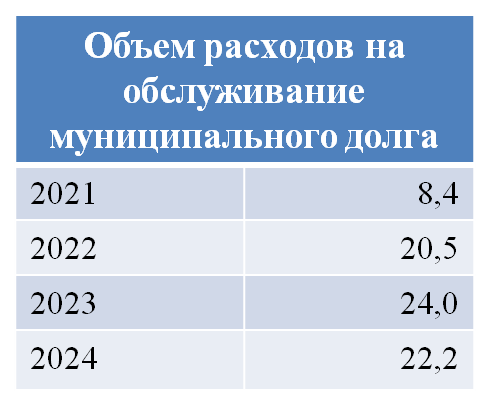 Объем расходов на
обслуживание
муниципального долга
2021 8,4
2022 20,5
2023 24,0
2024 22,2